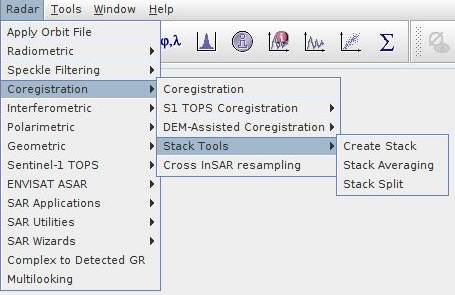 Radar Tools Window Help
Apply Orbit File
Radiometric
Speckle Filtering
Coregistration
Interferometric
Polarimetric
Geometric
Sentinel-1 TOPS
ENVISAT ASAR
SAR Applications
SAR Utilities
SAR Wizards
Complex to Detected GR
Multilooking
φ,λ Σ
Coregistration
S1 TOPS Coregistration
DEM-Assisted Coregistration
Stack Tools
Cross InSAR resampling
Create Stack
Stack Averaging
Stack Split